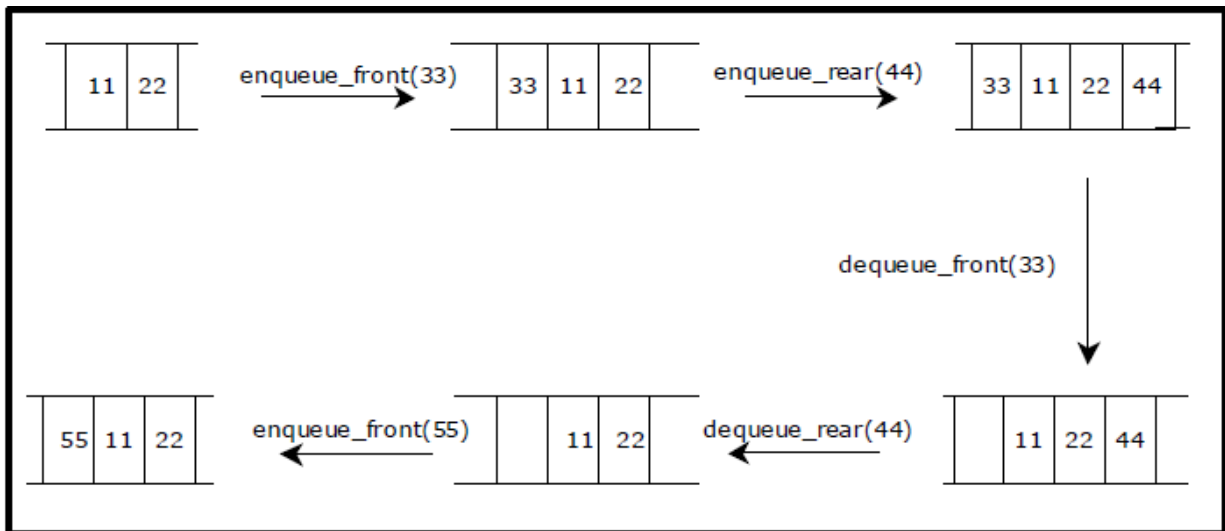 11 22
enqueue_front(33)
33 11 22
enqueue_rear(44)
33 11 22 44
dequeue_front(33)
55 11 22
enqueue_front(55)
11 22
dequeue_rear(44)
11 22 44